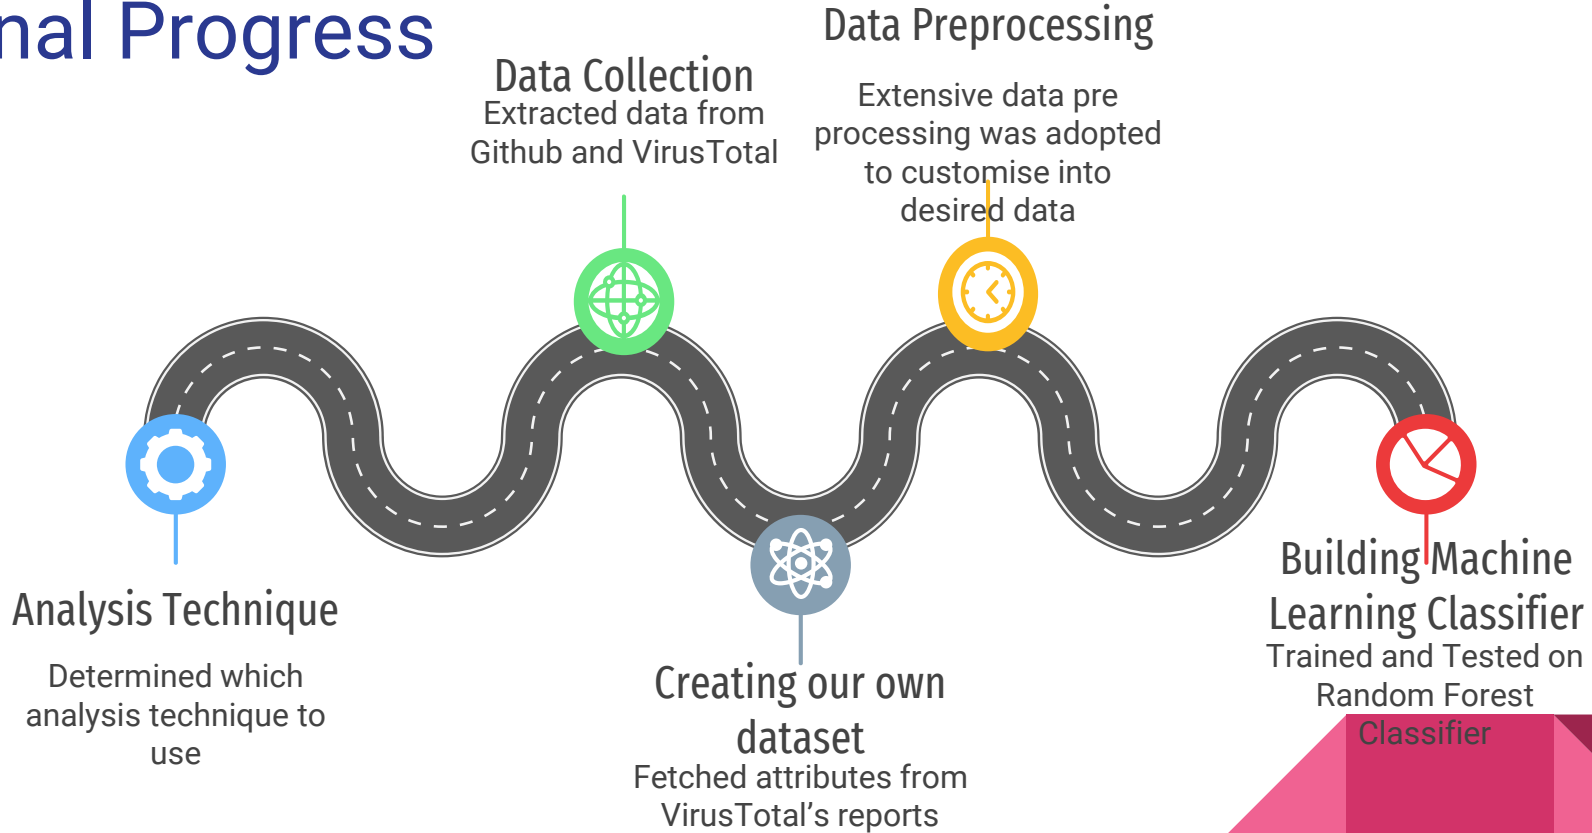 nal Progress
Data Collection
Extracted data from
Github and VirusTotal
Data Preprocessing
Extensive data pre
processing was adopted
to customise into
desired data
Analysis Technique
Determined which
analysis technique to
use
Creating our own
dataset
Fetched attributes from
VirusTotal’s reports
Building Machine
Learning Classifier
Trained and Tested on
Random Forest
Classifier